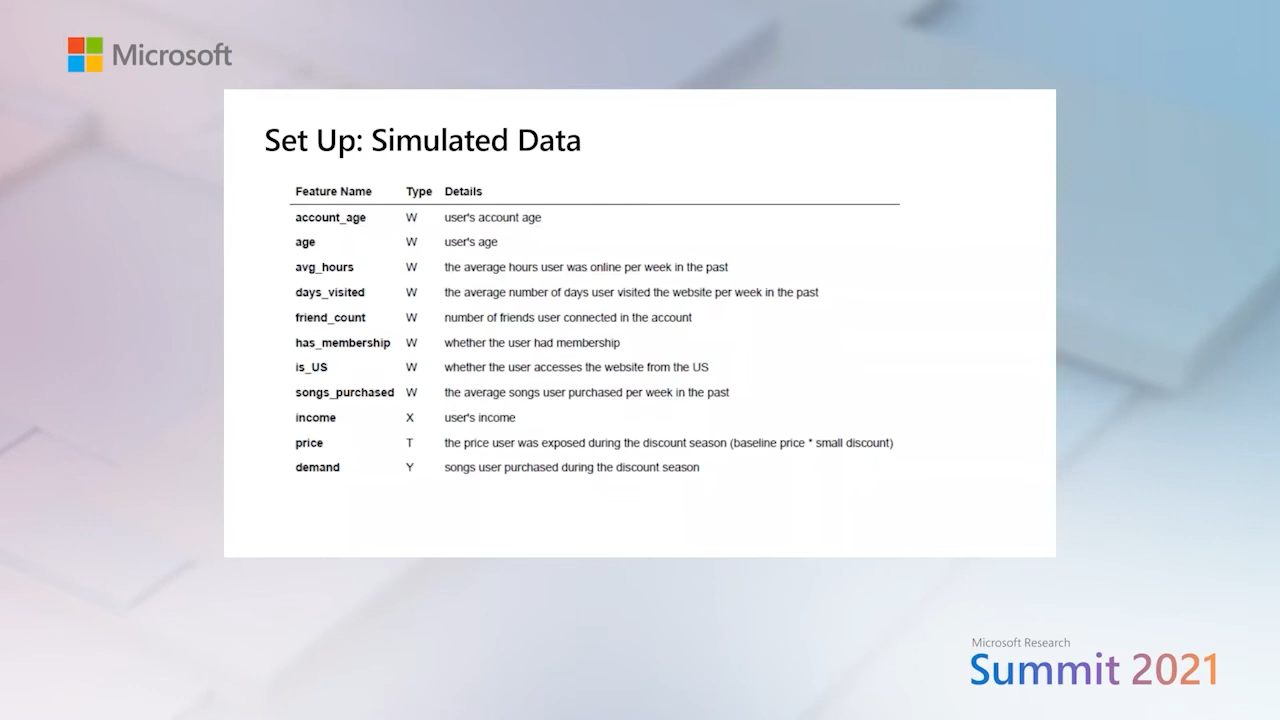 Microsoft
Set Up: Simulated Data
Feature Name Type Details
account_age W user's account age
age W user's age
avg_hours W the average hours user was online per week in the past
days_visited W the average number of days user visited the website per week in the past
friend_count W number of friends user connected in the account
has_membership W whether the user had membership
is_US W whether the user accesses the website from the US
songs_purchased W the average songs user purchased per week in the past
income X user's income
price T the price user was exposed during the discount season (baseline price * small discount)
demand Y songs user purchased during the discount season
Microsoft Research
Summit 2021